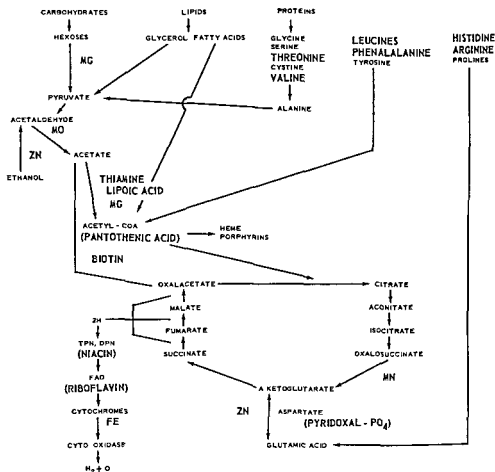 CARBOHYDRATES
HEXOSES
MG
PYRUVATE
ACETALDEHYDE
MO
ZN
ETHANOL
ACETATE
LIPIDS
GLYCEROL FATTY ACIDS
PROTEINS
GLYCINE
SERINE
THREONINE
CYSTINE
VALINE
ALANINE
LEUCINES
PHENALALANINE
TYROSINE
HISTIDINE
ARGININE
PROLINES
THIAMINE
LIPOIC ACID
MG
ACETYL - COA
(PANTOTHENIC ACID)
HEME
PORPHYRINS
BIOTIN
OXALACETATE
CITRATE
MALATE
ACONITATE
2H
FUMARATE
ISOCITRATE
TPN, DPN
(NIACIN)
SUCCINATE
OXALOSUCCINATE
MN
FAD
(RIBOFLAVIN)
A KETOGLUTARATE
CYTOCHROMES
FE
ZN
ASPARTATE
(PYRIDOXAL - PO4)
CYTO OXIDASE
GLUTAMIC ACID
H2 + O